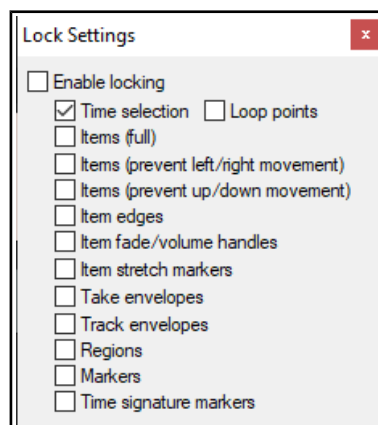 Lock Settings x
Enable locking
Time selection Loop points
Items (full)
Items (prevent left/right movement)
Items (prevent up/down movement)
Item edges
Item fade/volume handles
Item stretch markers
Take envelopes
Track envelopes
Regions
Markers
Time signature markers